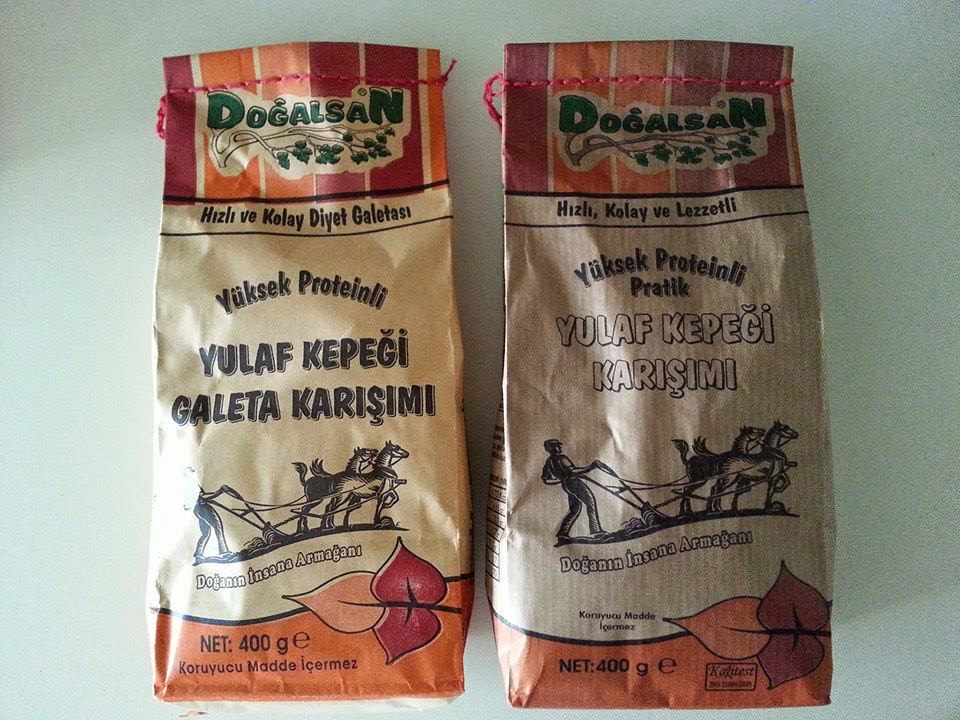 DOĞALSAN
Hızlı ve Kolay Diyet Galetası
Yüksek Proteinli
YULAF KEPEĞİ
GALETA KARIŞIMI
Doğanın İnsana Armağanı
NET: 400 g e
Koruyucu Madde İçermez
DOĞALSAN®
Hızlı, Kolay ve Lezzetli
Yüksek Proteinli
Pratik
YULAF KEPEĞİ
KARIŞIMI
Doğanın İnsana Armağanı
Koruyucu Madde
İçermez
NET: 400 g e
Kalitest